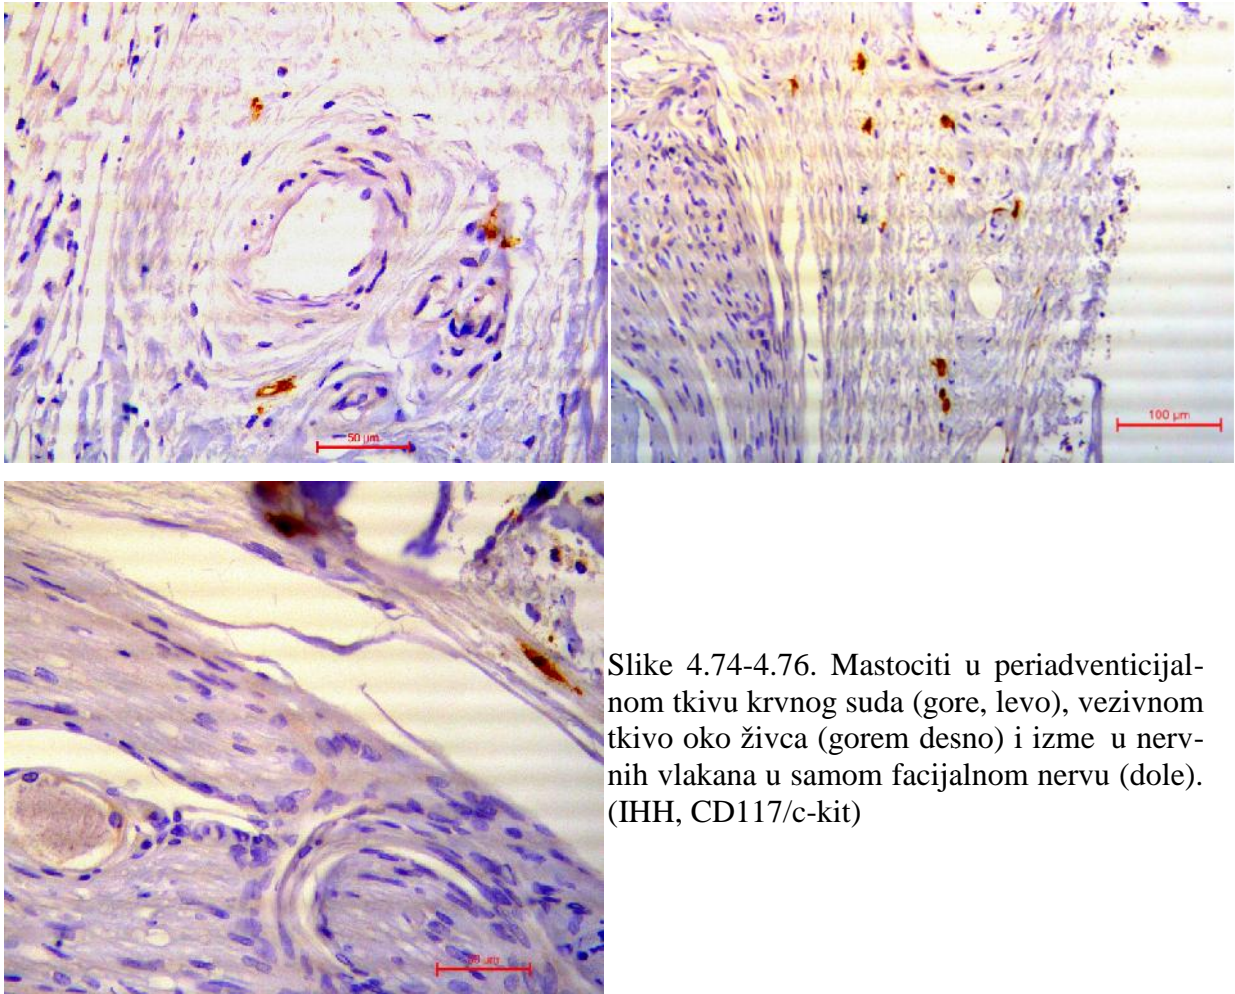 50 µm
100 µm
Slike 4.74-4.76. Mastociti u periadventicijal-
nom tkivu krvnog suda (gore, levo), vezivnom
tkivo oko živca (gorem desno) i izme u nerv-
nih vlakana u samom facijalnom nervu (dole).
(IHH, CD117/c-kit)
µm